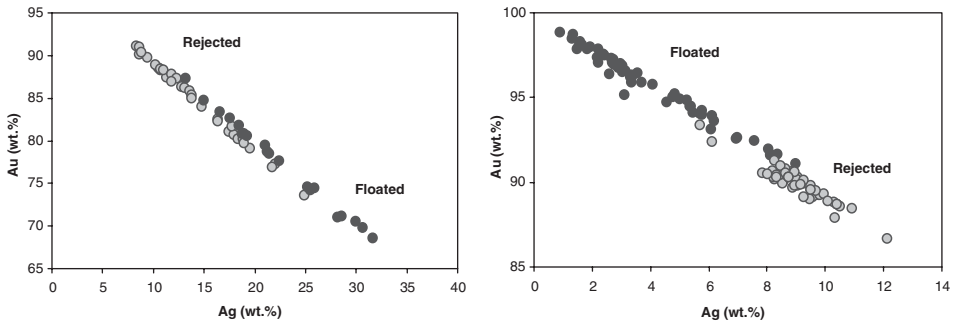 95
90
85
80
75
70
65
Au (wt.%)
Rejected
Floated
0 5 10 15 20 25 30 35 40
Ag (wt.%)
100
95
90
85
Au (wt.%)
Floated
Rejected
0 2 4 6 8 10 12 14
Ag (wt.%)